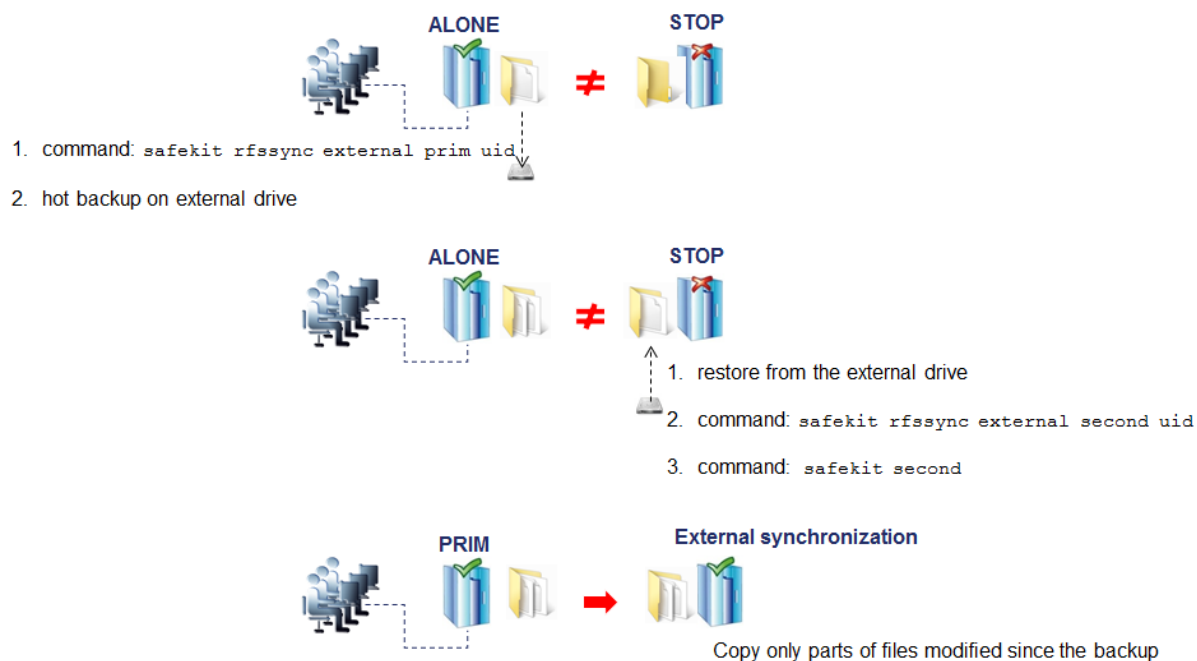 ALONE
STOP
≠
1. command: safekit rfssync external prim uid
2. hot backup on external drive
ALONE
STOP
≠
1. restore from the external drive
2. command: safekit rfssync external second uid
3. command: safekit second
PRIM
External synchronization
Copy only parts of files modified since the backup